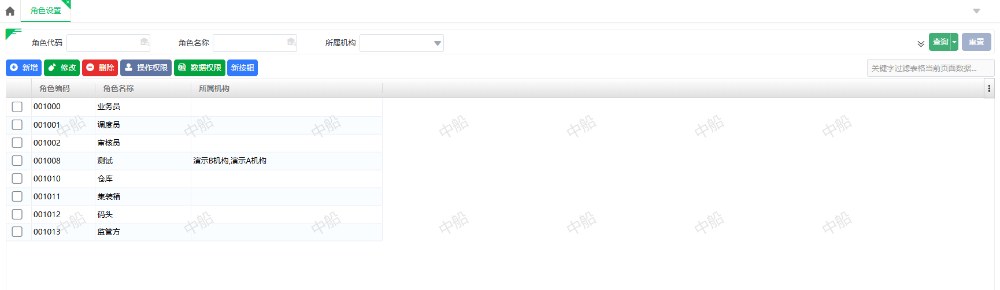 角色设置
角色代码 角色名称 所属机构 查询 重置
新增 修改 删除 操作权限 数据权限 新按钮 关键字过滤表格当前页面数据...
角色编码 角色名称 所属机构
001000 业务员
001001 调度员
中船 中船 中船 中船 中船 中船 中船
001002 审核员
001008 测试 演示B机构,演示A机构
001010 仓库
001011 集装箱
001012 码头
中船 中船 中船 中船 中船 中船 中船
001013 监管方